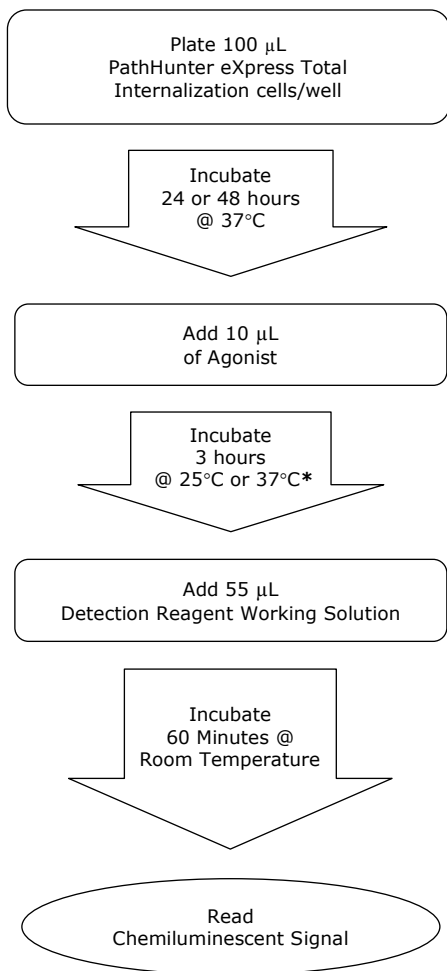 Plate 100 µL
PathHunter eXpress Total
Internalization cells/well
Incubate
24 or 48 hours
@ 37°C
Add 10 µL
of Agonist
Incubate
3 hours
@ 25°C or 37°C*
Add 55 µL
Detection Reagent Working Solution
Incubate
60 Minutes @
Room Temperature
Read
Chemiluminescent Signal